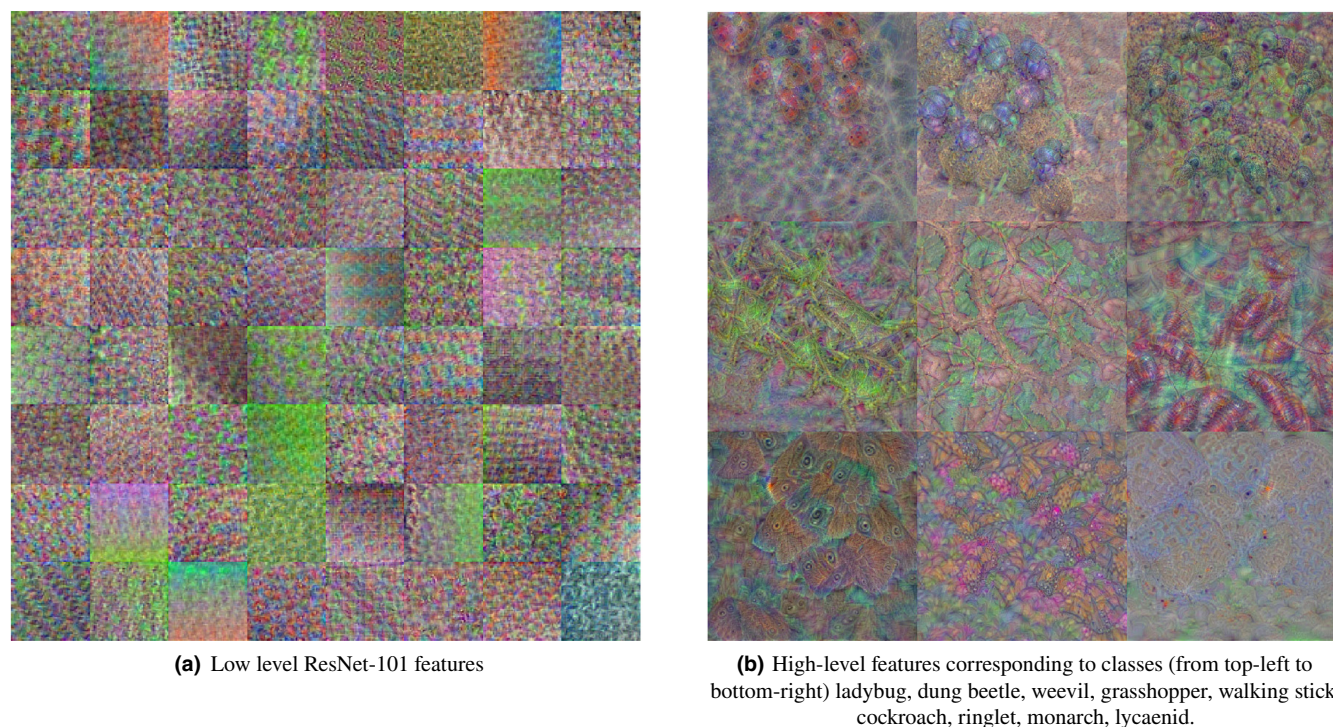 (a) Low level ResNet-101 features
(b) High-level features corresponding to classes (from top-left to
bottom-right) ladybug, dung beetle, weevil, grasshopper, walking stick
cockroach, ringlet, monarch, lycaenid.